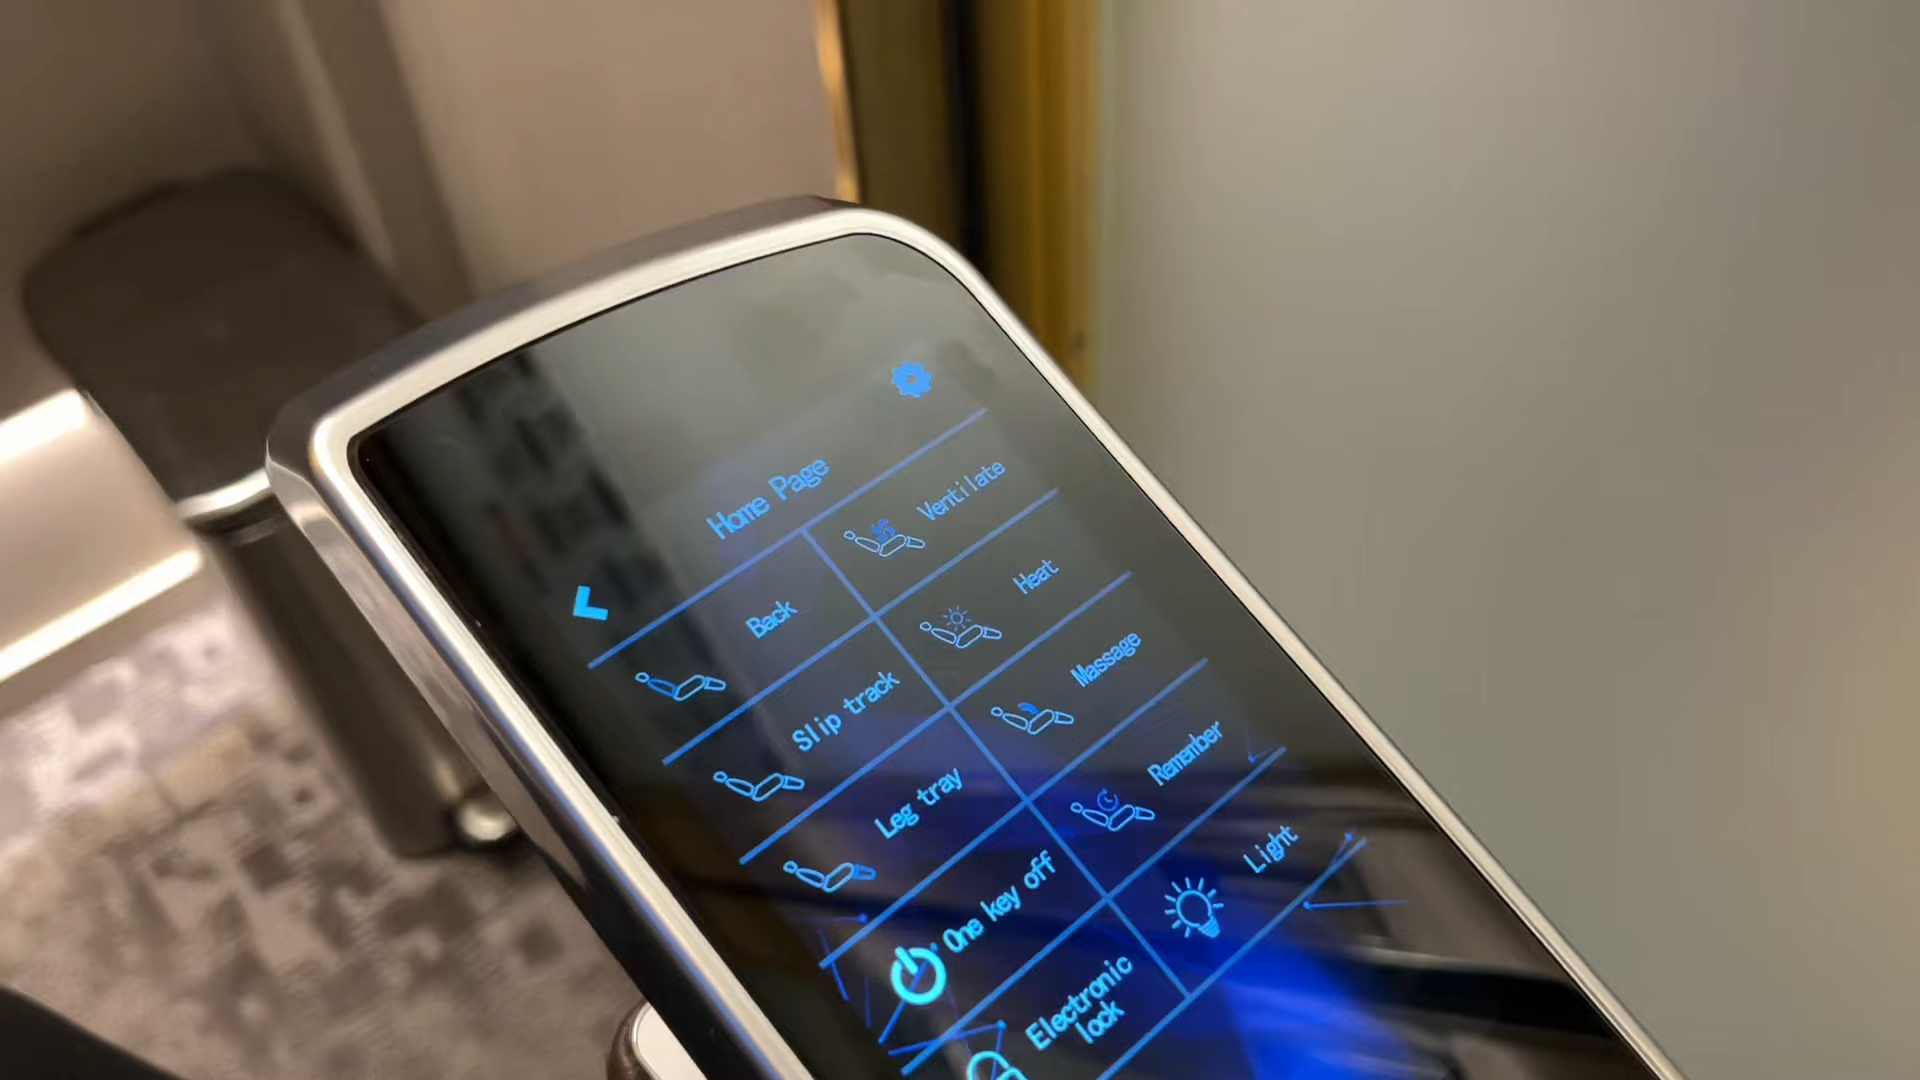 Home Page
Back
Ventilate
Slip track
Heat
Leg tray
Massage
One key off
Remember
Electronic
lock
Light